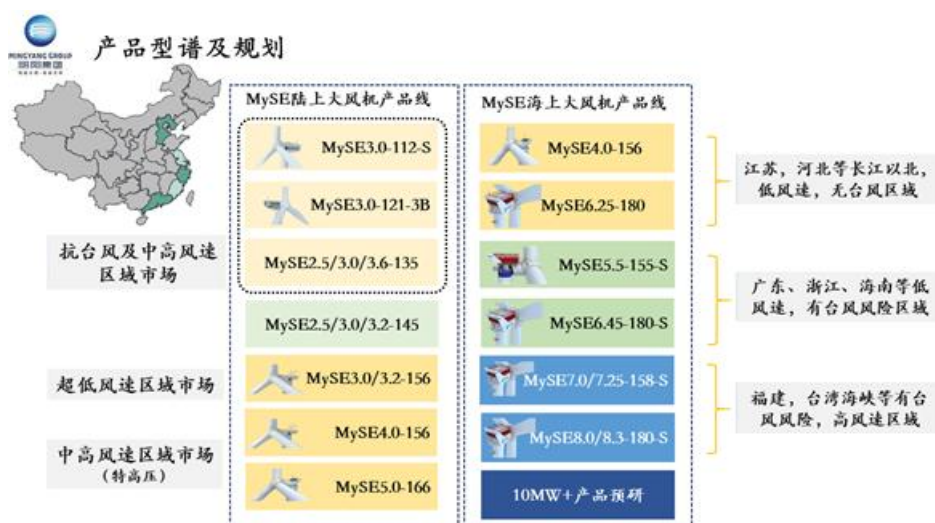 MINGYANG GROUP
明阳集团
产品型谱及规划
抗台风及中高风速
区域市场
超低风速区域市场
中高风速区域市场
(特高压)
MySE陆上大风机产品线
MySE3.0-112-S
MySE3.0-121-3B
MySE2.5/3.0/3.6-135
MySE2.5/3.0/3.2-145
MySE3.0/3.2-156
MySE4.0-156
MySE5.0-166
MySE海上大风机产品线
MySE4.0-156
MySE6.25-180
MySE5.5-155-S
MySE6.45-180-S
MySE7.0/7.25-158-S
MySE8.0/8.3-180-S
10MW+产品预研
江苏，河北等长江以北，
低风速，无台风区域
广东、浙江、海南等低
风速，有台风风险区域
福建，台湾海峡等有台
风风险，高风速区域